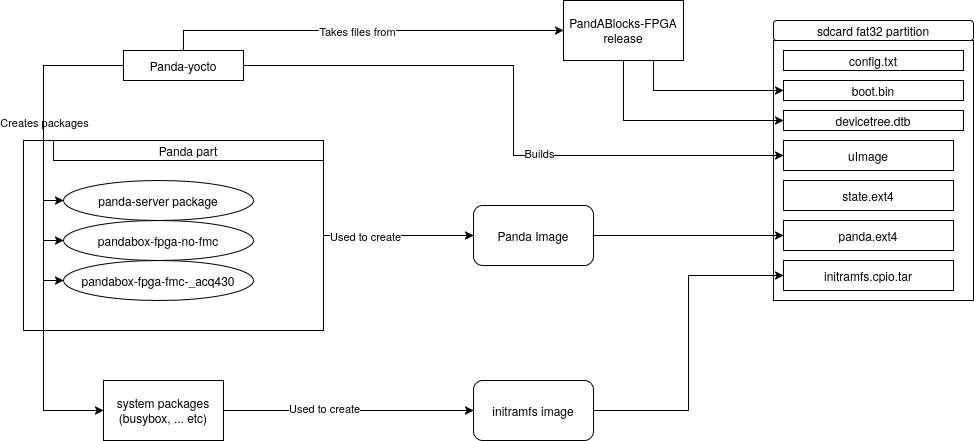 PandABlocks-FPGA
release
Takes files from
sdcard fat32 partition
Panda-yocto
config.txt
boot.bin
devicetree.dtb
Creates packages
Panda part
Builds
uImage
panda-server package
state.ext4
pandabox-fpga-no-fmc
Used to create
Panda Image
panda.ext4
pandabox-fpga-fmc-_acq430
initramfs.cpio.tar
system packages
(busybox, ... etc)
Used to create
initramfs image